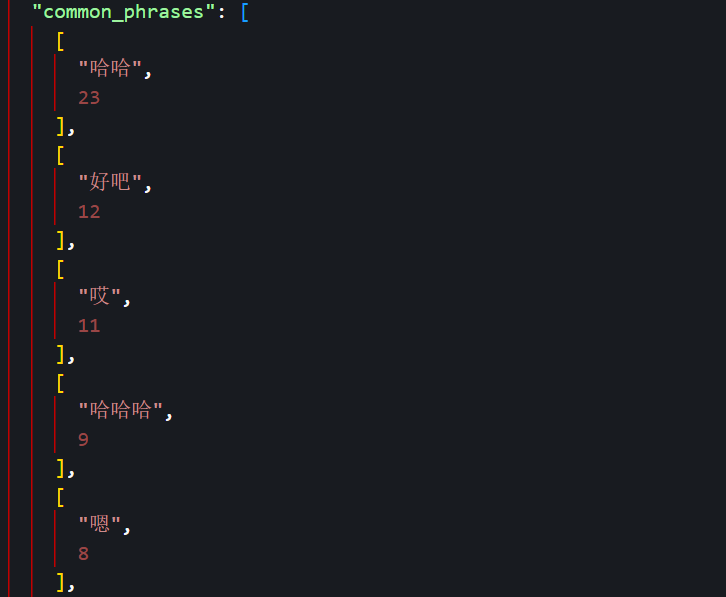 "common_phrases": [
[
"哈哈",
23
],
[
"好吧",
12
],
[
"哎",
11
],
[
"哈哈哈",
9
],
[
"嗯",
8
],